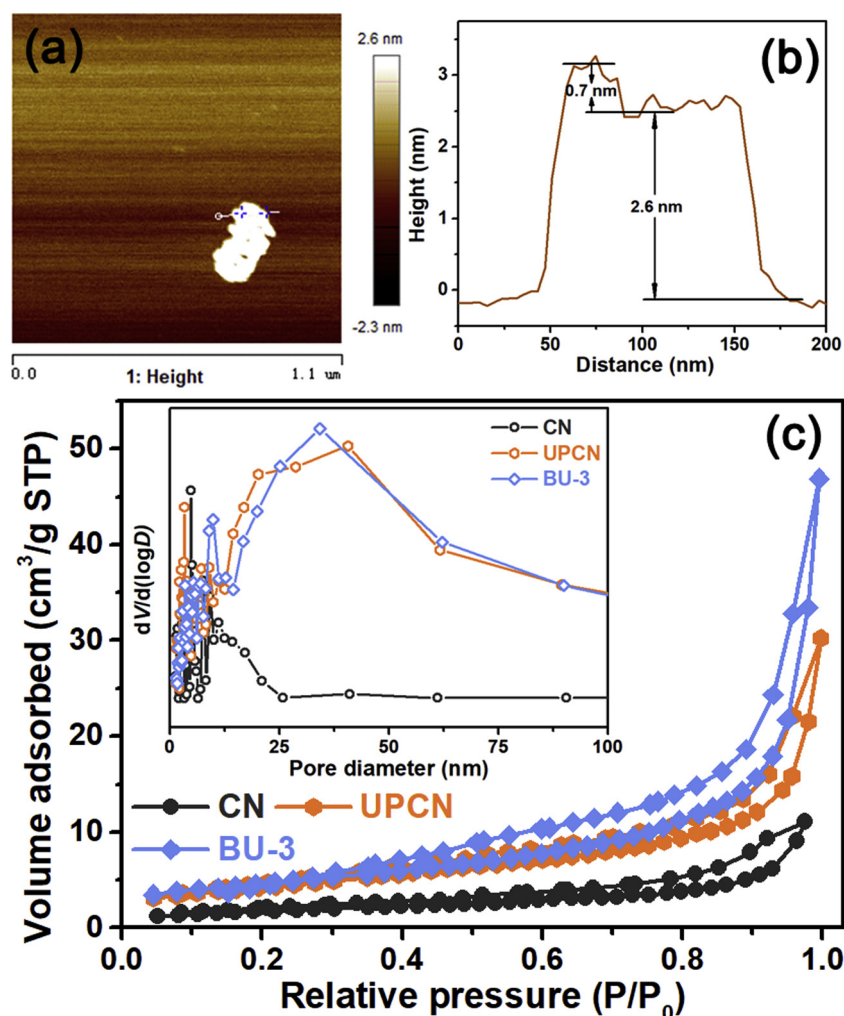 (a)
2.6 nm
-2.3 nm
0.0
1: Height
1.1 um
(b)
Height (nm)
3
2
1
0
0.7 nm
2.6 nm
0
50
100
150
200
Distance (nm)
(c)
Volume adsorbed (cm³/g STP)
50
40
30
20
10
0
dV/d(logD)
CN
UPCN
BU-3
0
25
50
75
100
Pore diameter (nm)
CN
UPCN
BU-3
0.0
0.2
0.4
0.6
0.8
1.0
Relative pressure (P/P₀)